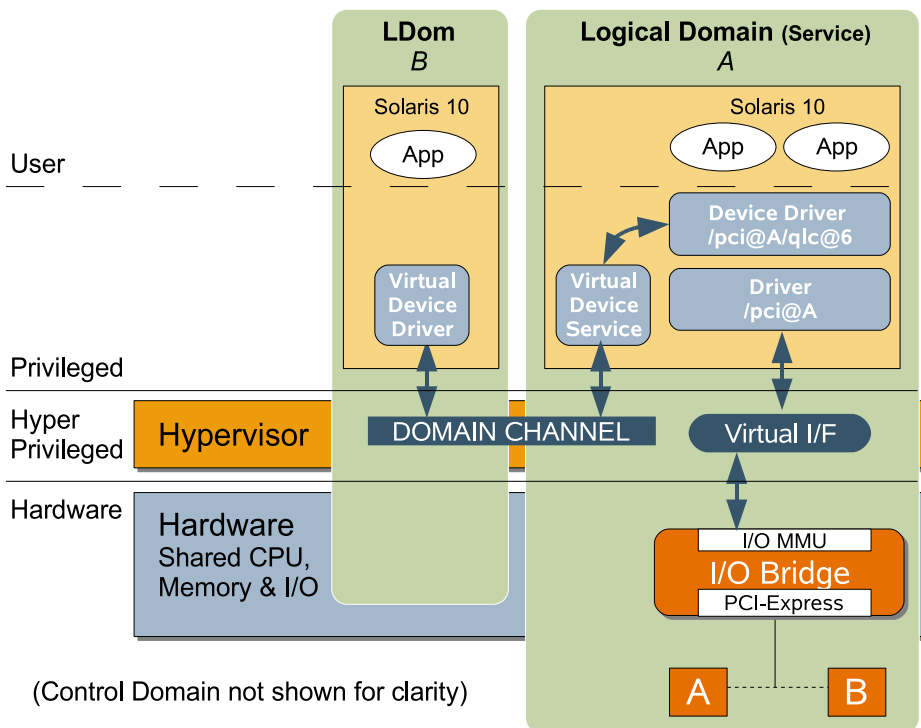 LDom
B
Logical Domain (Service)
A
Solaris 10
App
Solaris 10
App
App
User
Device Driver
/pci@A/qlc@6
Virtual
Device
Driver
Virtual
Device
Service
Driver
/pci@A
Privileged
Hyper
Privileged
Hypervisor
DOMAIN CHANNEL
Virtual I/F
Hardware
Hardware
Shared CPU,
Memory & I/O
I/O MMU
I/O Bridge
PCI-Express
A
B
(Control Domain not shown for clarity)